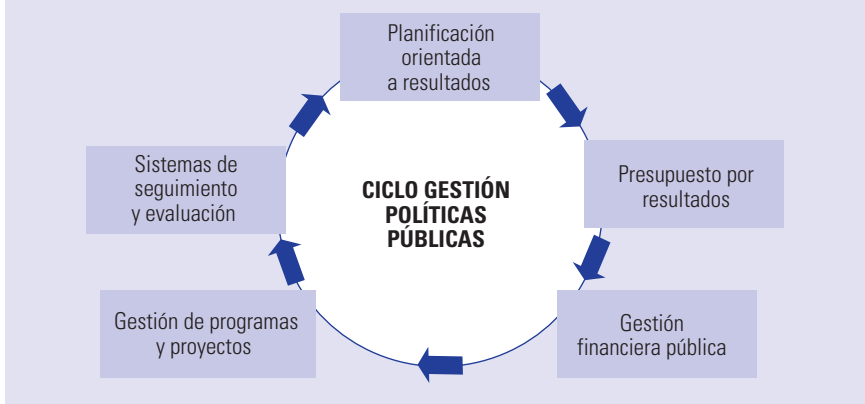 Planificación
orientada
a resultados
Sistemas de
seguimiento
y evaluación
CICLO GESTIÓN
POLÍTICAS
PÚBLICAS
Presupuesto por
resultados
Gestión de programas
y proyectos
Gestión
financiera pública